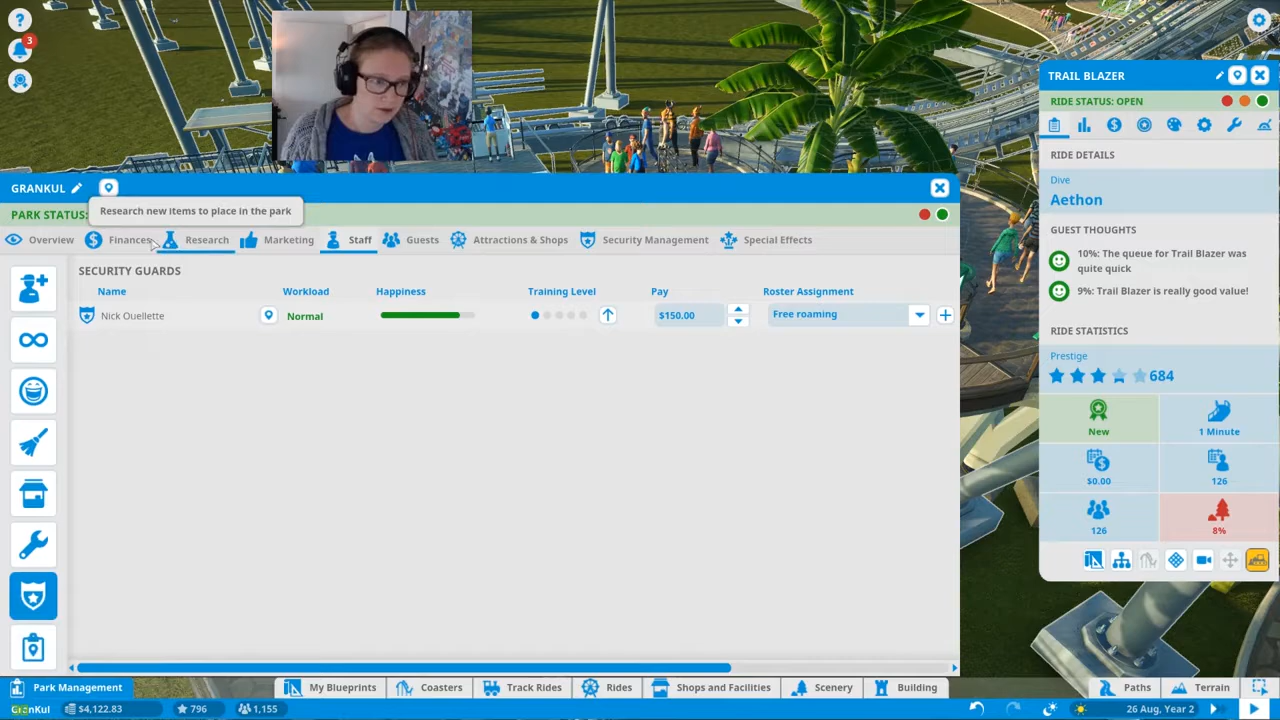 3
TRAIL BLAZER
RIDE STATUS: OPEN
RIDE DETAILS
Dive
Aethon
GUEST THOUGHTS
10%: The queue for Trail Blazer was
quite quick
9%: Trail Blazer is really good value!
RIDE STATISTICS
Prestige
684
New
1 Minute
$0.00
126
126
8%
GRANKUL
PARK STATUS:
Research new items to place in the park
Overview
Finances
Research
Marketing
Staff
Guests
Attractions & Shops
Security Management
Special Effects
SECURITY GUARDS
Name
Workload
Happiness
Training Level
Pay
Roster Assignment
Nick Ouellette
Normal
$150.00
Free roaming
Park Management
My Blueprints
Coasters
Track Rides
Rides
Shops and Facilities
Scenery
Building
Paths
Terrain
GranKul
$4,122.83
796
1,155
26 Aug, Year 2